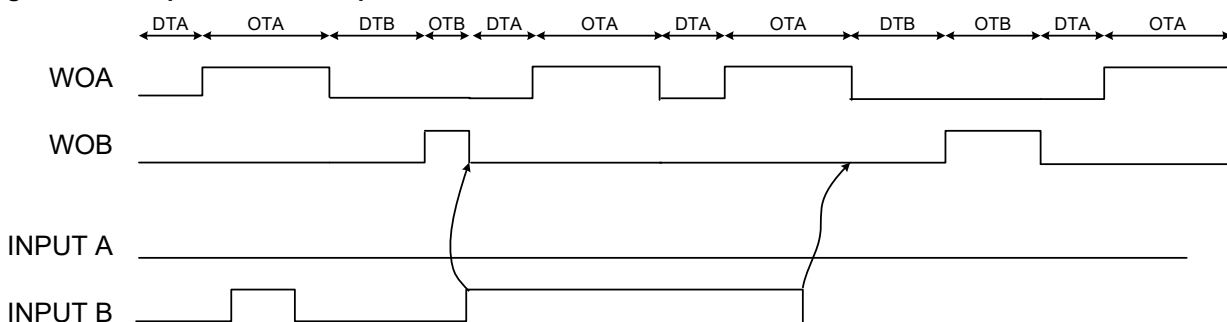 DTA OTA DTB OTB DTA OTA DTA OTA DTB OTB DTA OTA
WOA
WOB
INPUT A
INPUT B